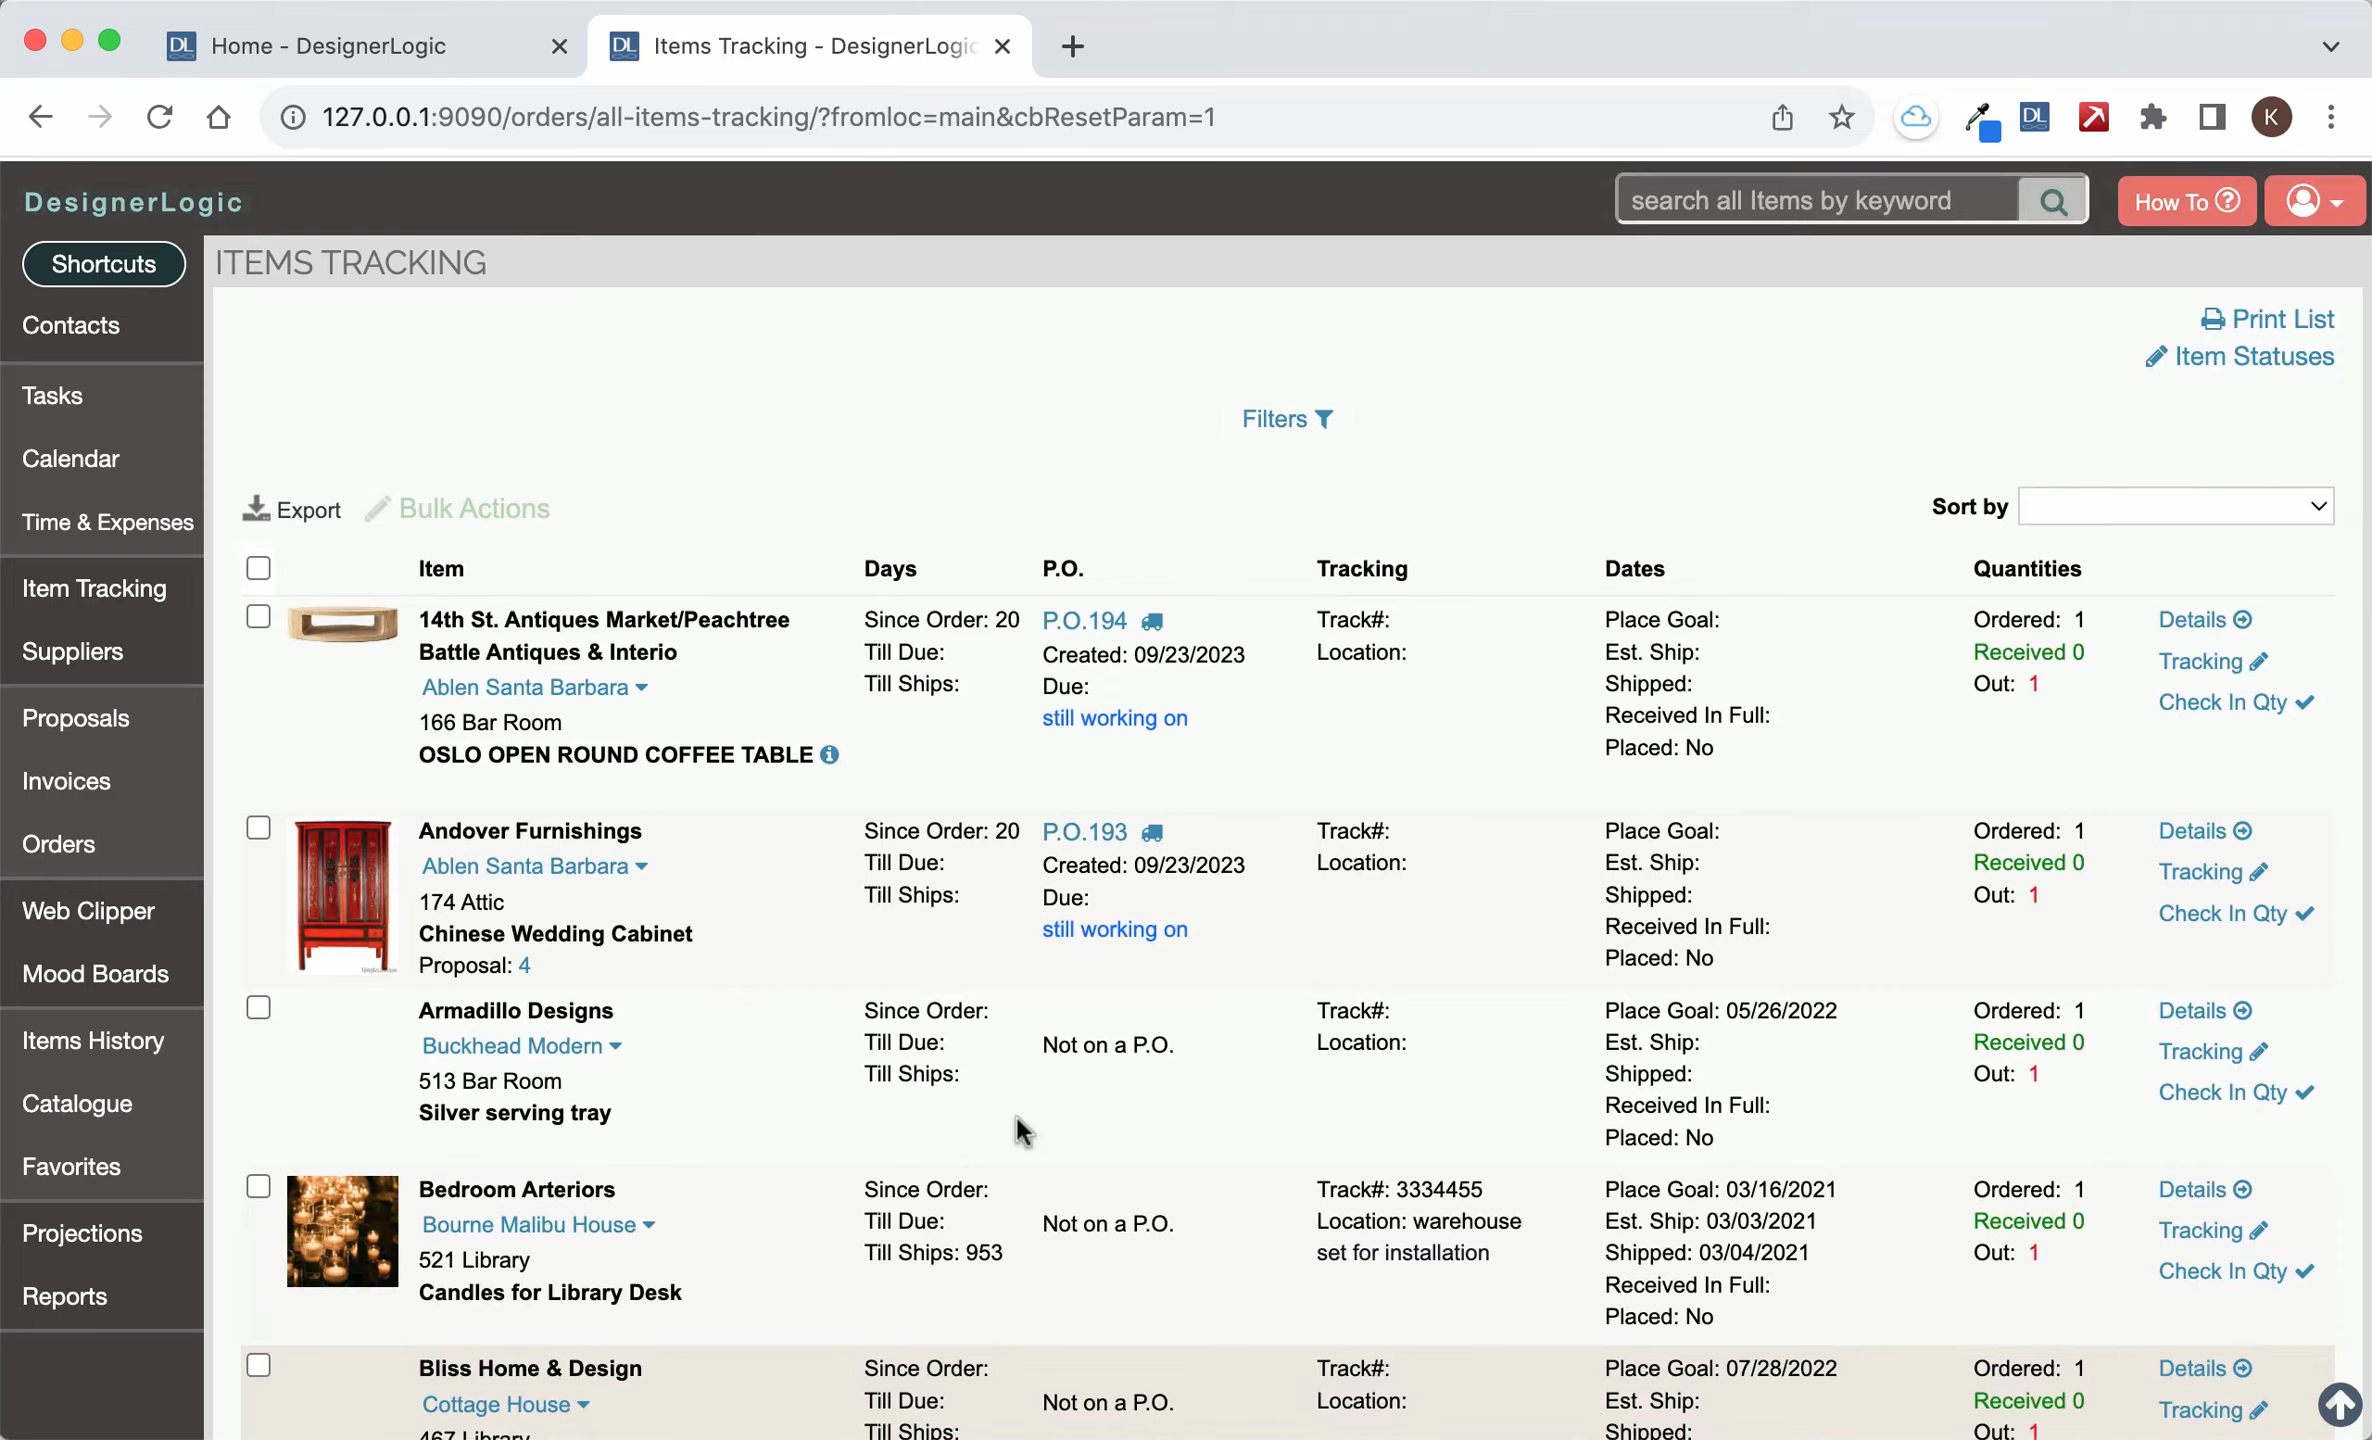 Home - DesignerLogic
Items Tracking - DesignerLogic
127.0.0.1:9090/orders/all-items-tracking/?fromloc=main&cbResetParam=1
DL
K
DesignerLogic
search all Items by keyword
How To
Shortcuts
Contacts
Tasks
Calendar
Time & Expenses
Item Tracking
Suppliers
Proposals
Invoices
Orders
Web Clipper
Mood Boards
Items History
Catalogue
Favorites
Projections
Reports
ITEMS TRACKING
Print List
Item Statuses
Filters
Export Bulk Actions
Sort by
Item Days P.O. Tracking Dates Quantities
14th St. Antiques Market/Peachtree
Battle Antiques & Interio
Ablen Santa Barbara
166 Bar Room
OSLO OPEN ROUND COFFEE TABLE
Since Order: 20
Till Due:
Till Ships:
P.O.194
Created: 09/23/2023
Due:
still working on
Track#:
Location:
Place Goal:
Est. Ship:
Shipped:
Received In Full:
Placed: No
Ordered: 1
Received 0
Out: 1
Details
Tracking
Check In Qty
Andover Furnishings
Ablen Santa Barbara
174 Attic
Chinese Wedding Cabinet
Proposal: 4
Since Order: 20
Till Due:
Till Ships:
P.O.193
Created: 09/23/2023
Due:
still working on
Track#:
Location:
Place Goal:
Est. Ship:
Shipped:
Received In Full:
Placed: No
Ordered: 1
Received 0
Out: 1
Details
Tracking
Check In Qty
Armadillo Designs
Buckhead Modern
513 Bar Room
Silver serving tray
Since Order:
Till Due:
Till Ships:
Not on a P.O.
Track#:
Location:
Place Goal: 05/26/2022
Est. Ship:
Shipped:
Received In Full:
Placed: No
Ordered: 1
Received 0
Out: 1
Details
Tracking
Check In Qty
Bedroom Arteriors
Bourne Malibu House
521 Library
Candles for Library Desk
Since Order:
Till Due:
Till Ships: 953
Not on a P.O.
Track#: 3334455
Location: warehouse
set for installation
Place Goal: 03/16/2021
Est. Ship: 03/03/2021
Shipped: 03/04/2021
Received In Full:
Placed: No
Ordered: 1
Received 0
Out: 1
Details
Tracking
Check In Qty
Bliss Home & Design
Cottage House
467 Library
Since Order:
Till Due:
Till Ships:
Not on a P.O.
Track#:
Location:
Place Goal: 07/28/2022
Est. Ship:
Shipped:
Ordered: 1
Received 0
Out: 1
Details
Tracking